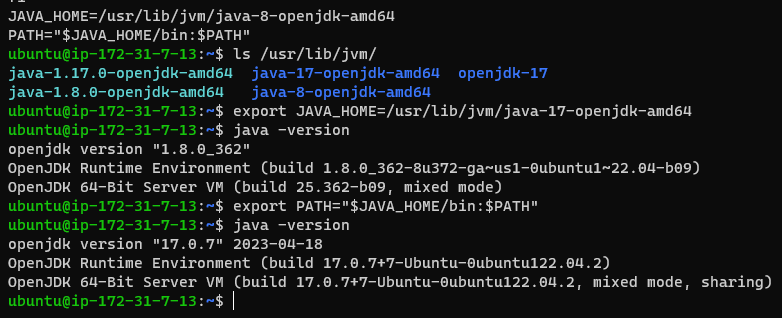 JAVA_HOME=/usr/lib/jvm/java-8-openjdk-amd64
PATH="$JAVA_HOME/bin:$PATH"
ubuntu@ip-172-31-7-13:~$ ls /usr/lib/jvm/
java-1.17.0-openjdk-amd64  java-17-openjdk-amd64  openjdk-17
java-1.8.0-openjdk-amd64   java-8-openjdk-amd64
ubuntu@ip-172-31-7-13:~$ export JAVA_HOME=/usr/lib/jvm/java-17-openjdk-amd64
ubuntu@ip-172-31-7-13:~$ java -version
openjdk version "1.8.0_362"
OpenJDK Runtime Environment (build 1.8.0_362-8u372-ga~us1-0ubuntu1~22.04-b09)
OpenJDK 64-Bit Server VM (build 25.362-b09, mixed mode)
ubuntu@ip-172-31-7-13:~$ export PATH="$JAVA_HOME/bin:$PATH"
ubuntu@ip-172-31-7-13:~$ java -version
openjdk version "17.0.7" 2023-04-18
OpenJDK Runtime Environment (build 17.0.7+7-Ubuntu-0ubuntu122.04.2)
OpenJDK 64-Bit Server VM (build 17.0.7+7-Ubuntu-0ubuntu122.04.2, mixed mode, sharing)
ubuntu@ip-172-31-7-13:~$